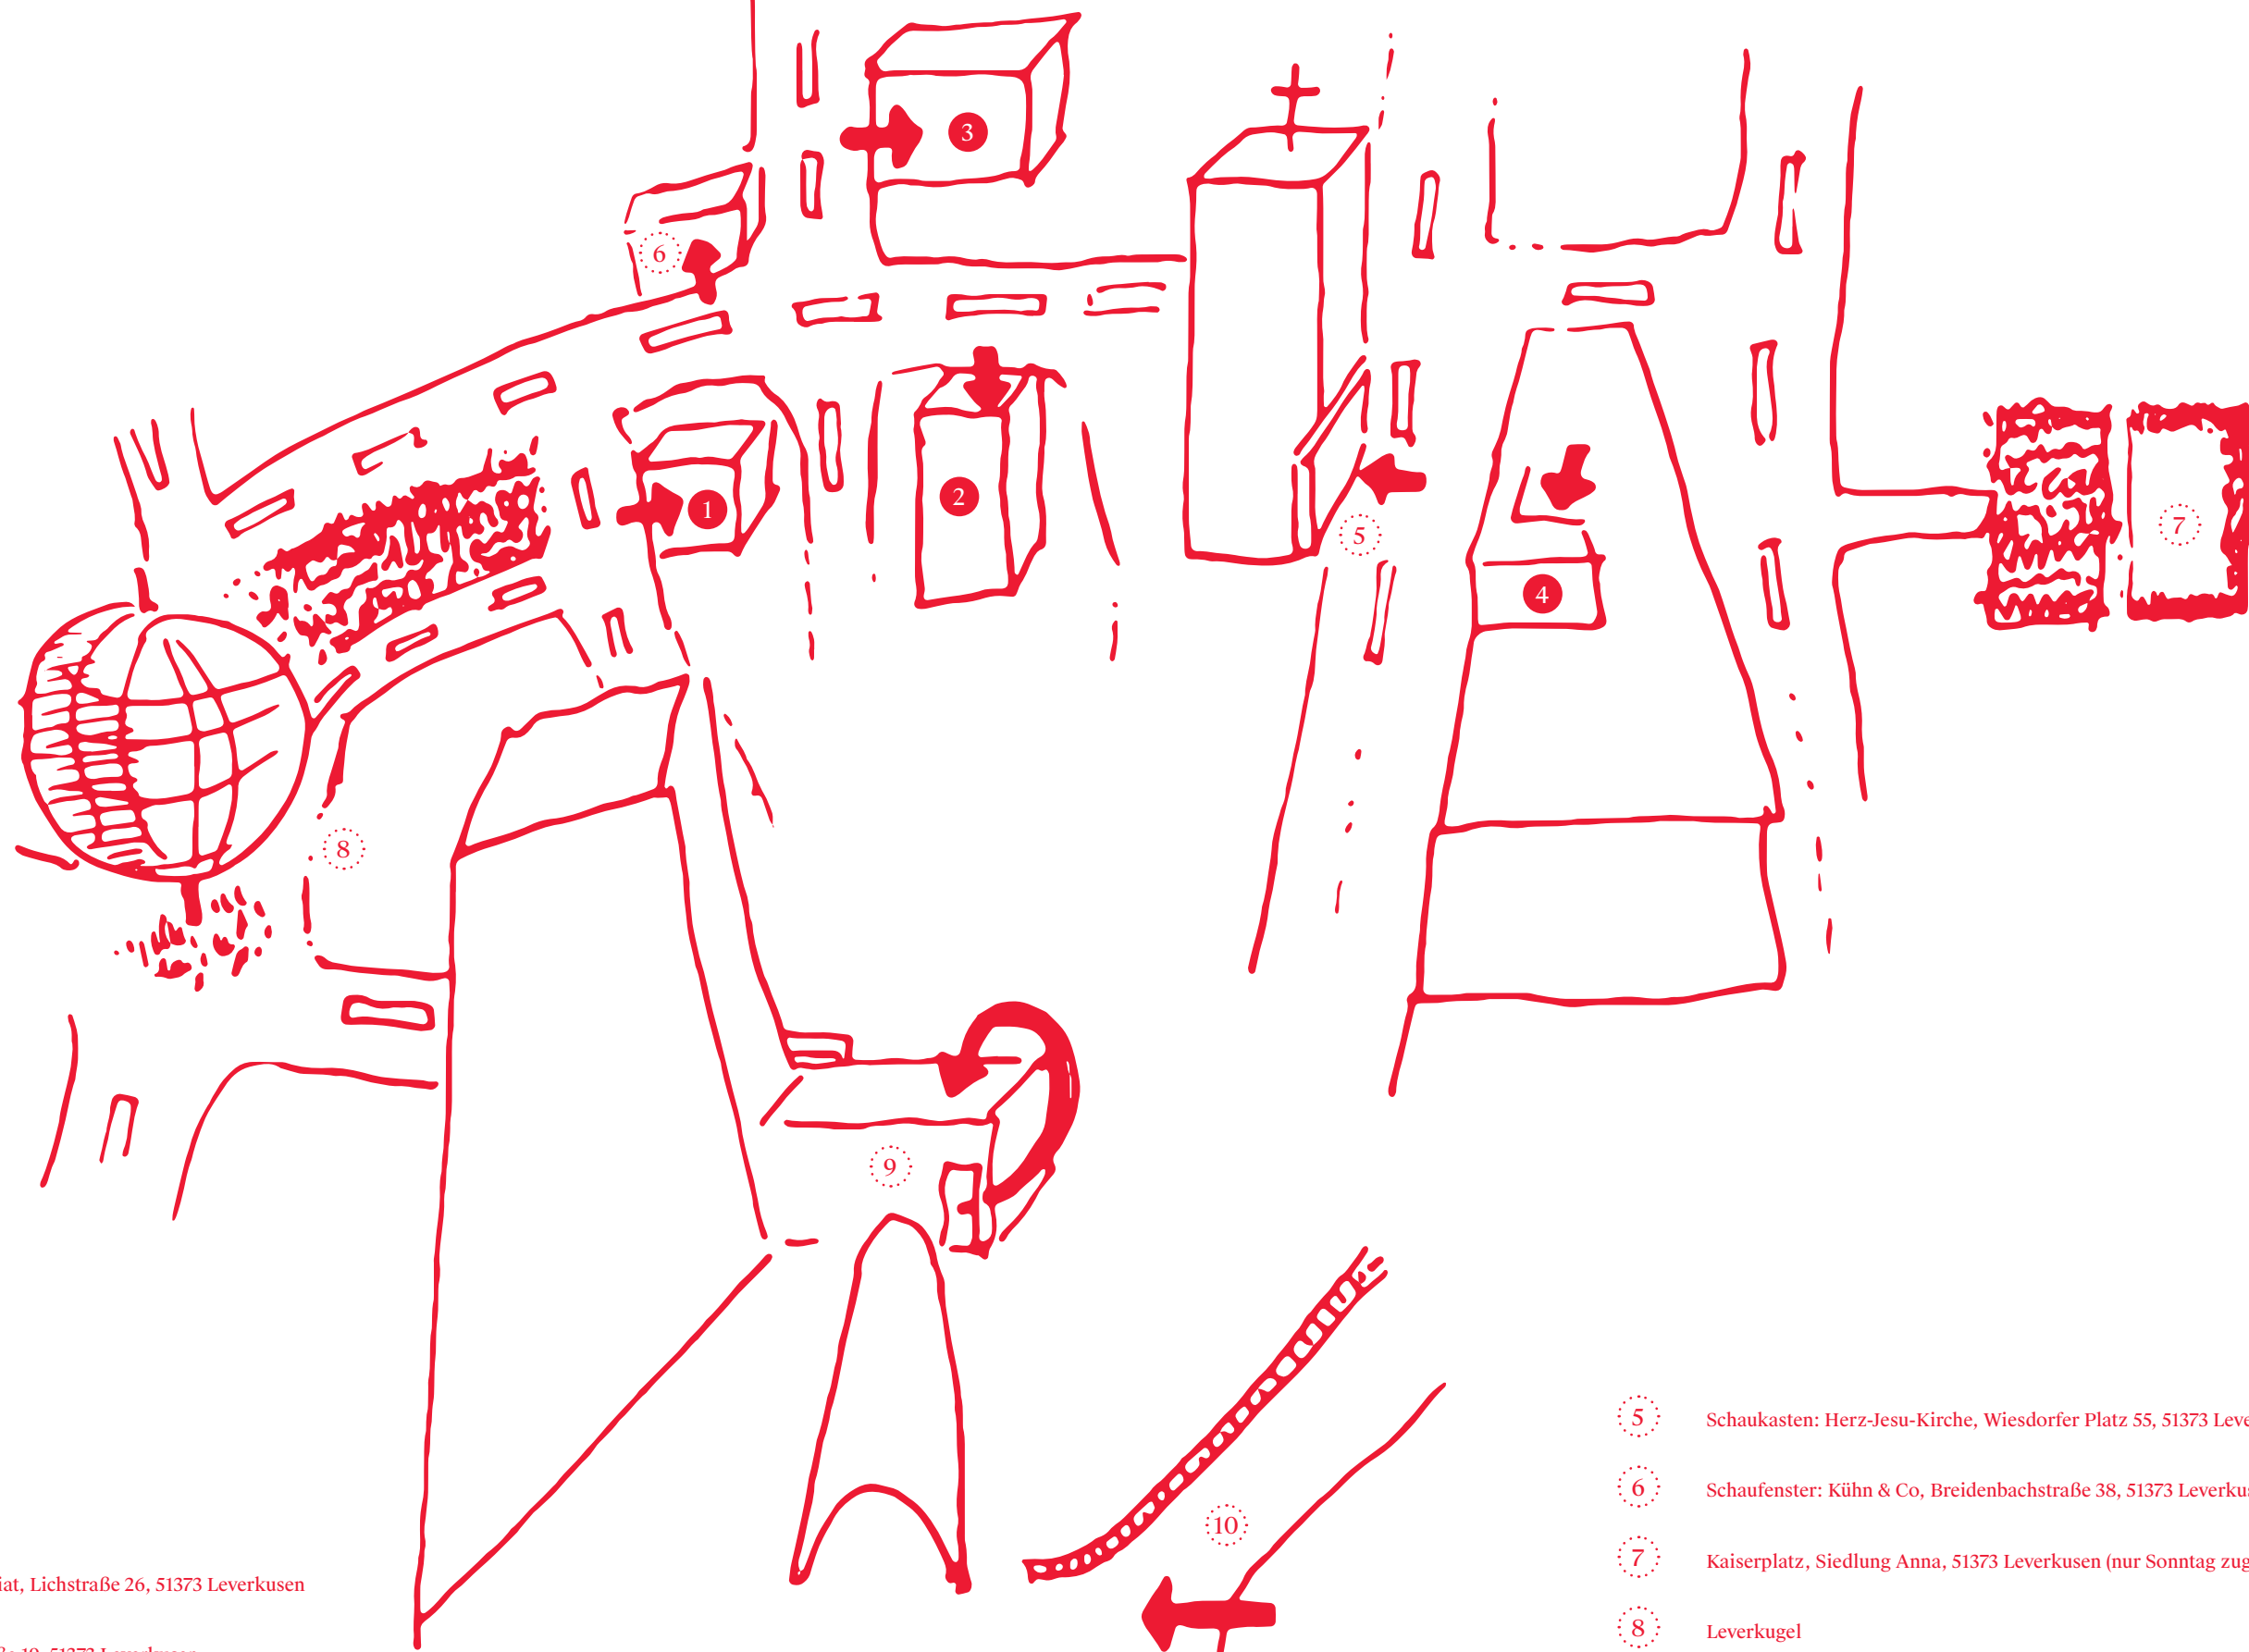 3
6
1
2
5
4
7
8
9
10
5 Schaukasten: Herz-Jesu-Kirche, Wiesdorfer Platz 55, 51373 Leve
6 Schaufenster: Kühn & Co, Breidenbachstraße 38, 51373 Leverku
7 Kaiserplatz, Siedlung Anna, 51373 Leverkusen (nur Sonntag zug
8 Leverkugel
iat, Lichstraße 26, 51373 Leverkusen